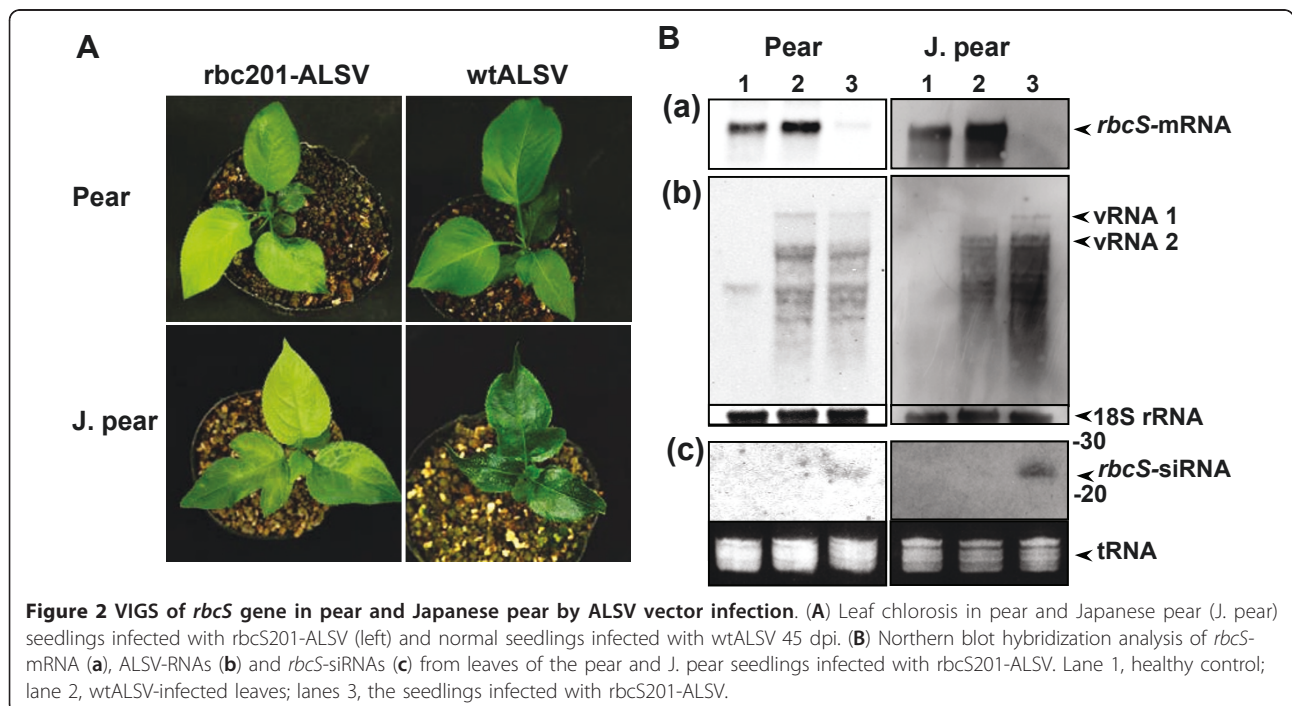 A
B
rbc201-ALSV wtALSV
Pear J. pear
1 2 3 1 2 3
(a)
rbcS-mRNA
Pear
(b)
vRNA 1
vRNA 2
J. pear
18S rRNA
-30
(c)
rbcS-siRNA
-20
tRNA
Figure 2 VIGS of rbcS gene in pear and Japanese pear by ALSV vector infection. (A) Leaf chlorosis in pear and Japanese pear (J. pear)
seedlings infected with rbcS201-ALSV (left) and normal seedlings infected with wtALSV 45 dpi. (B) Northern blot hybridization analysis of rbcS-
mRNA (a), ALSV-RNAs (b) and rbcS-siRNAs (c) from leaves of the pear and J. pear seedlings infected with rbcS201-ALSV. Lane 1, healthy control;
lane 2, wtALSV-infected leaves; lanes 3, the seedlings infected with rbcS201-ALSV.